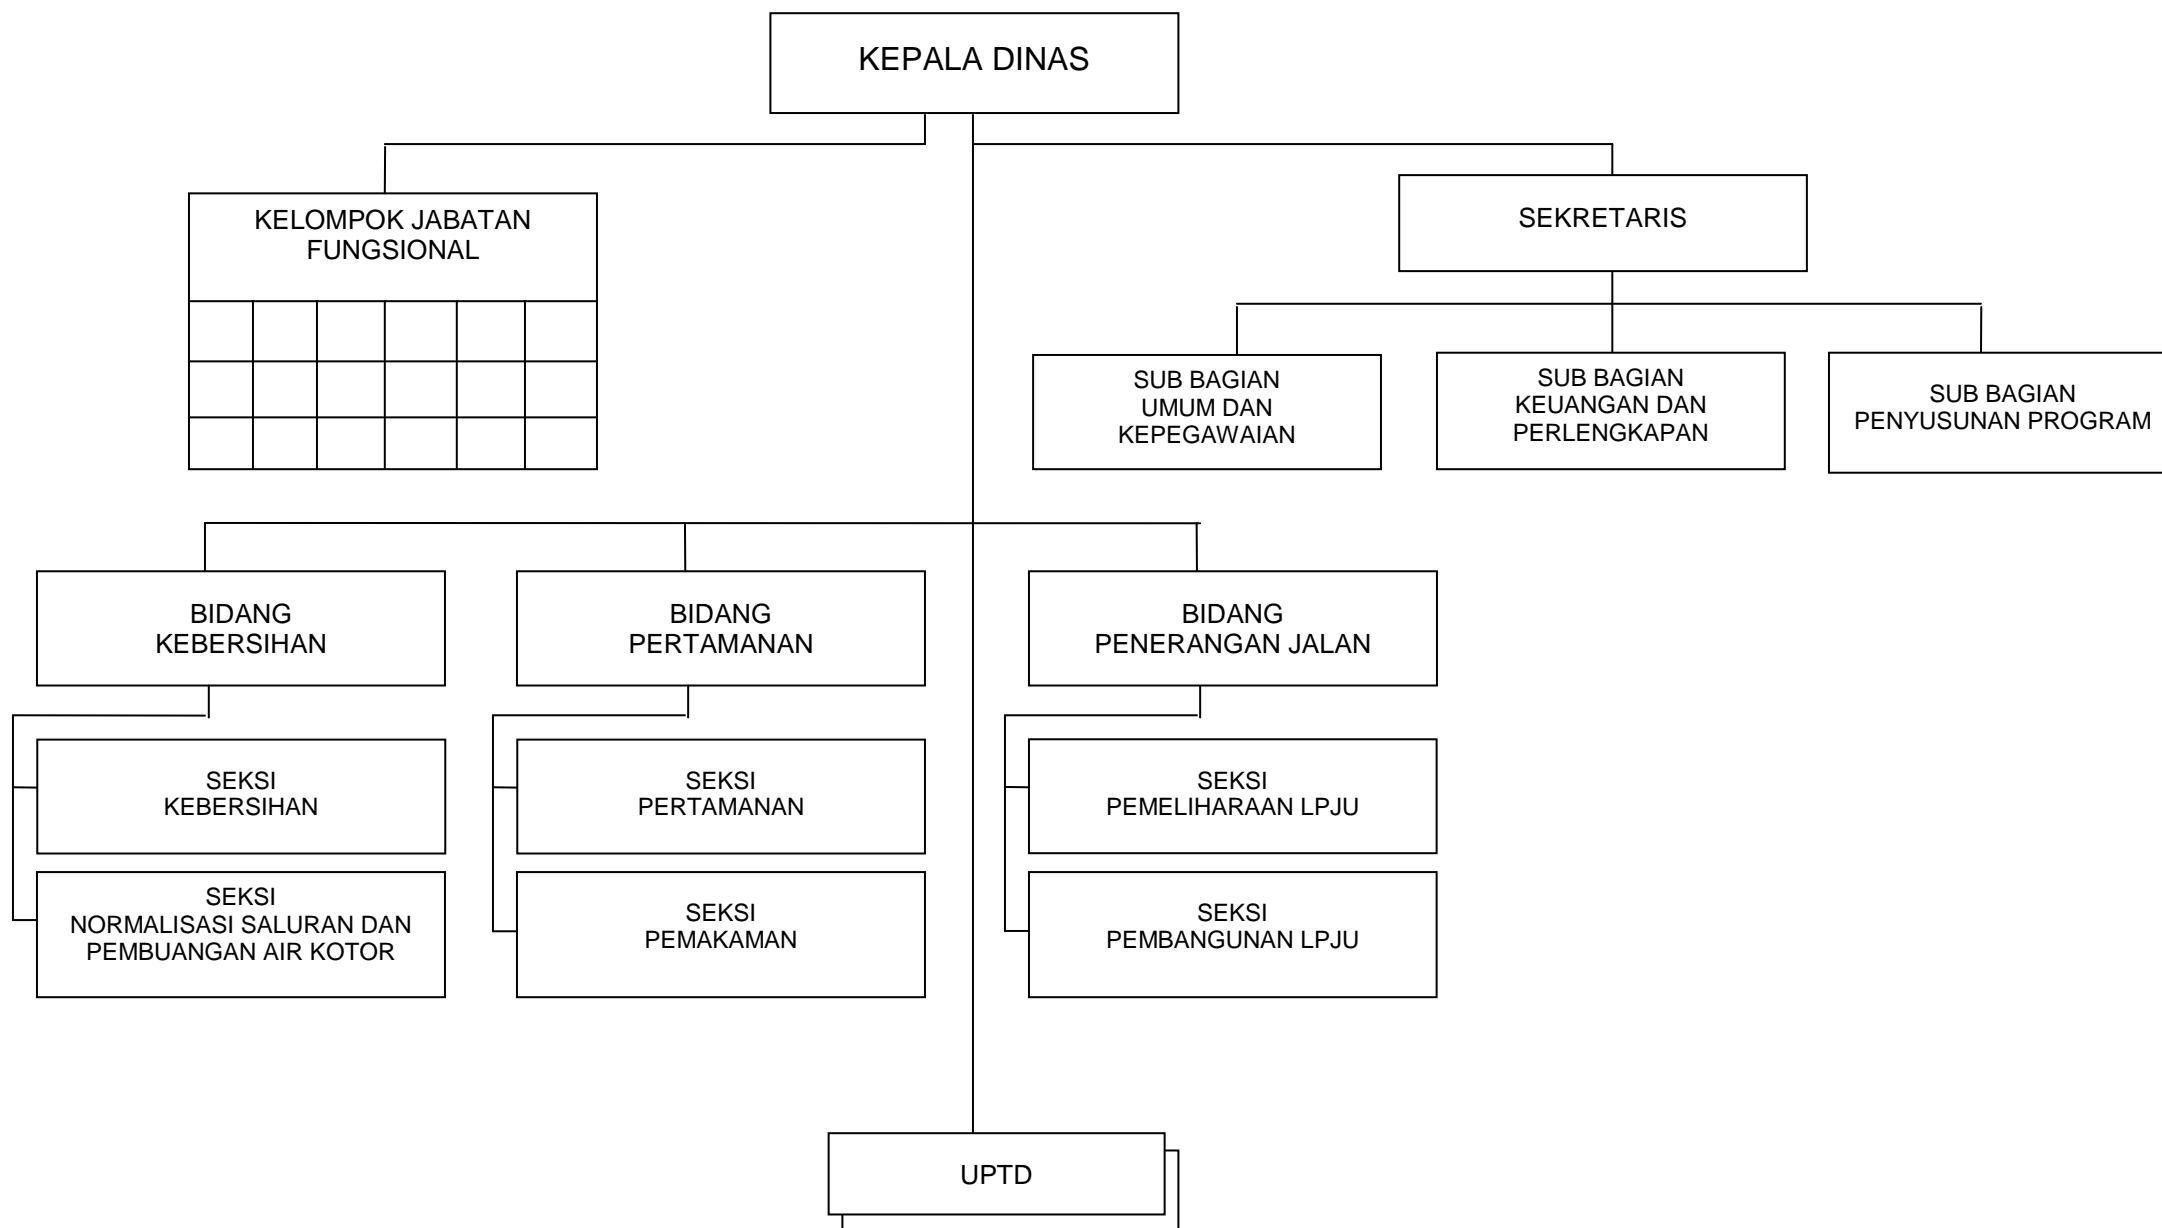 KEPALA DINAS
KELOMPOK JABATAN
FUNGSIONAL
SEKRETARIS
SUB BAGIAN
UMUM DAN
KEPEGAWAIAN
SUB BAGIAN
KEUANGAN DAN
PERLENGKAPAN
SUB BAGIAN
PENYUSUNAN PROGRAM
BIDANG
KEBERSIHAN
BIDANG
PERTAMANAN
BIDANG
PENERANGAN JALAN
SEKSI
KEBERSIHAN
SEKSI
PERTAMANAN
SEKSI
PEMELIHARAAN LPJU
SEKSI
NORMALISASI SALURAN DAN
PEMBUANGAN AIR KOTOR
SEKSI
PEMAKAMAN
SEKSI
PEMBANGUNAN LPJU
UPTD